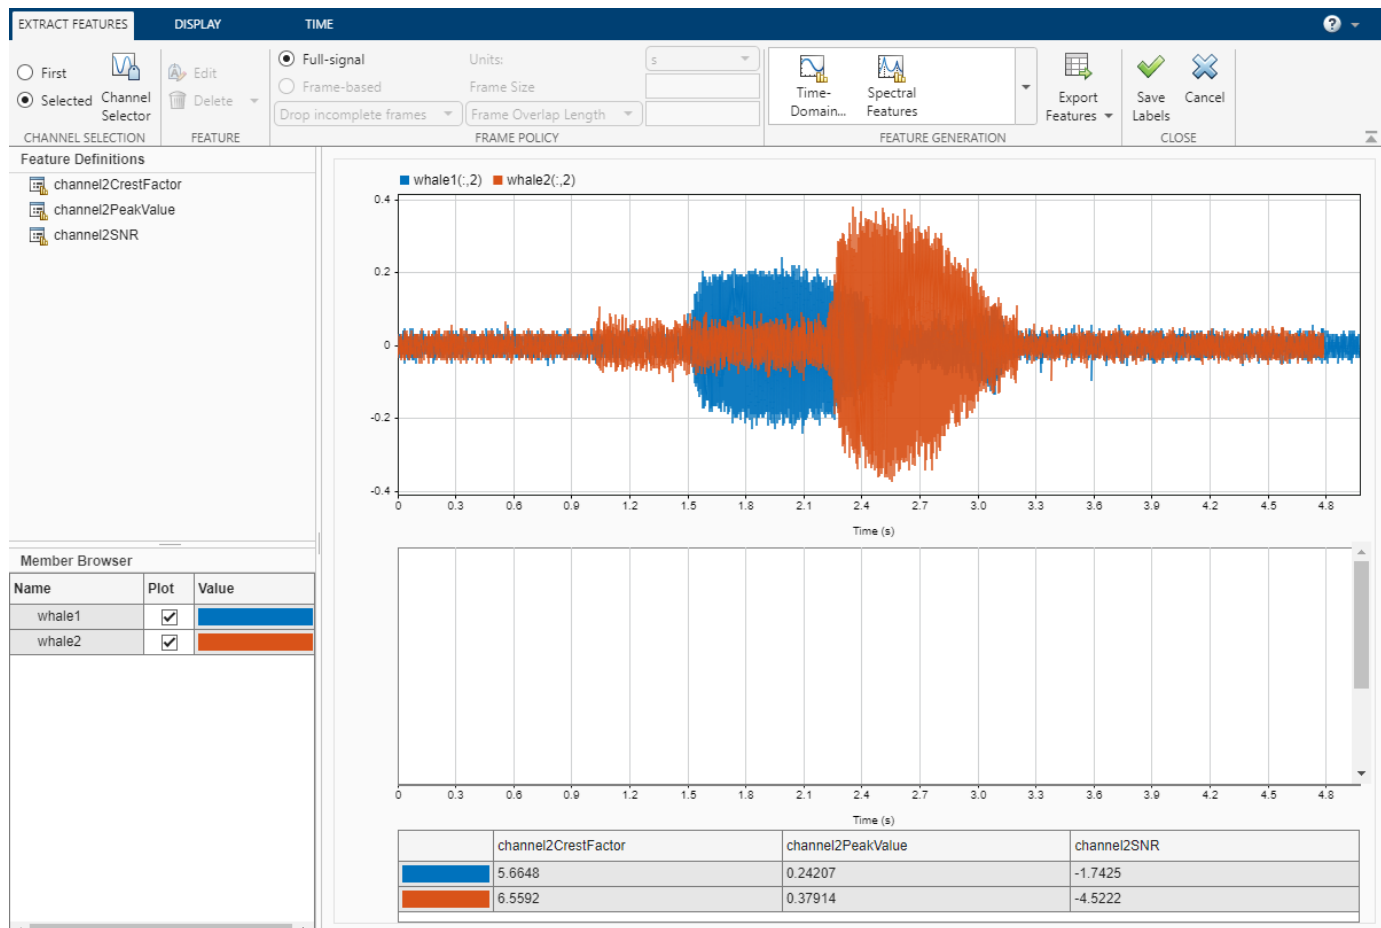 EXTRACT FEATURES DISPLAY TIME
First
Selected
Channel
Selector
CHANNEL SELECTION
Edit
Delete
FEATURE
Full-signal
Frame-based
Drop incomplete frames
Units:
s
Frame Size
Frame Overlap Length
FRAME POLICY
Time-
Domain...
Spectral
Features
FEATURE GENERATION
Export
Features
Save
Labels
Cancel
CLOSE
Feature Definitions
channel2CrestFactor
channel2PeakValue
channel2SNR
Member Browser
Name Plot Value
whale1
whale2
whale1(:,2) whale2(:,2)
0.4
0.2
0
-0.2
-0.4
0 0.3 0.6 0.9 1.2 1.5 1.8 2.1 2.4 2.7 3.0 3.3 3.6 3.9 4.2 4.5 4.8
Time (s)
0 0.3 0.6 0.9 1.2 1.5 1.8 2.1 2.4 2.7 3.0 3.3 3.6 3.9 4.2 4.5 4.8
Time (s)
channel2CrestFactor channel2PeakValue channel2SNR
5.6648 0.24207 -1.7425
6.5592 0.37914 -4.5222